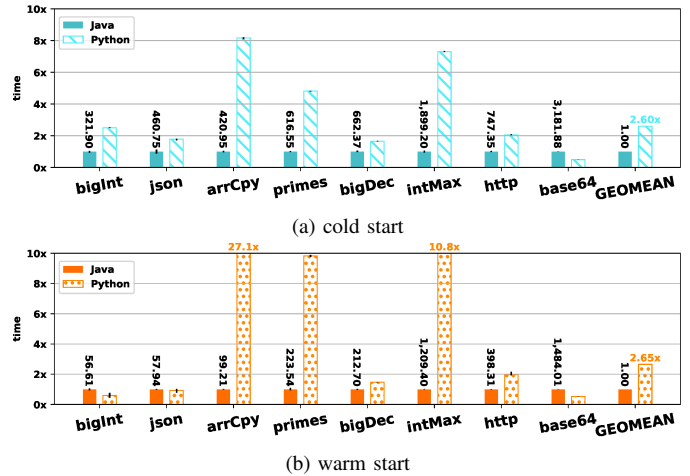 10x
8x
6x
4x
2x
0x
time
Java
Python
321.90
460.75
420.95
616.55
662.37
1,899.20
747.35
3,181.88
1.00
2.60x
bigInt
json
arrCpy
primes
bigDec
intMax
http
base64
GEOMEAN
(a) cold start
10x
8x
6x
4x
2x
0x
time
Java
Python
27.1x
10.8x
56.61
57.94
99.21
223.54
212.70
1,209.40
398.31
1,484.01
1.00
2.65x
bigInt
json
arrCpy
primes
bigDec
intMax
http
base64
GEOMEAN
(b) warm start